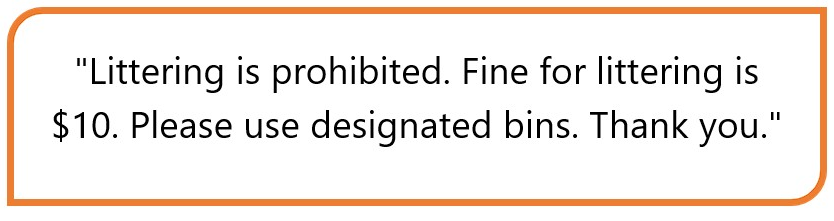 "Littering is prohibited. Fine for littering is
$10. Please use designated bins. Thank you."